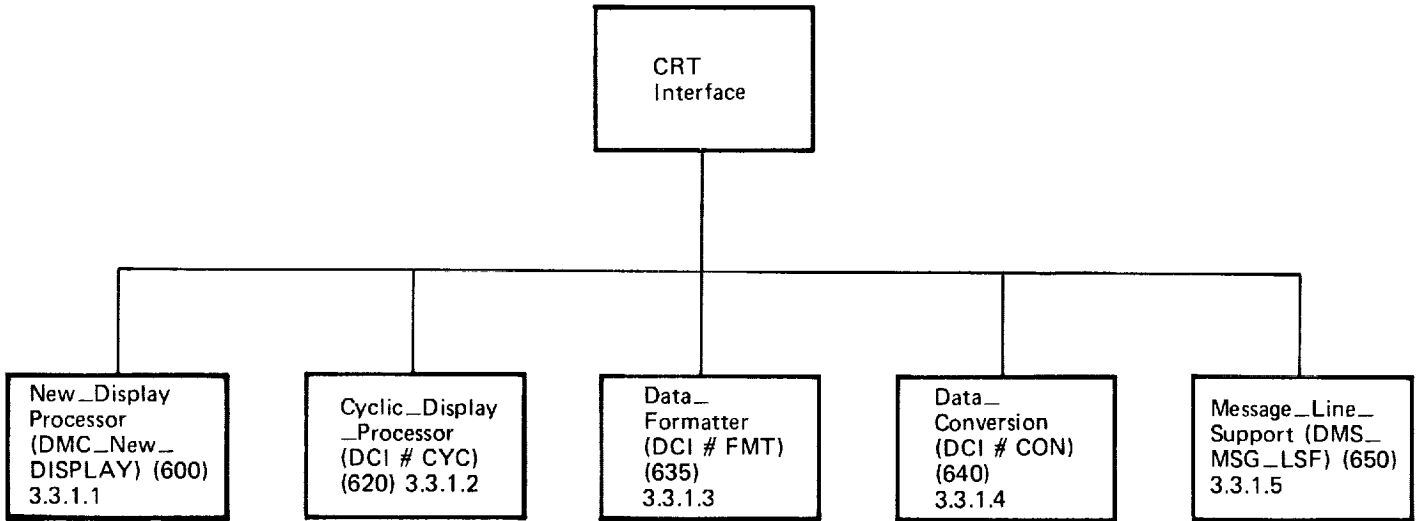 CRT
Interface
New_Display
Processor
(DMC_New_
DISPLAY) (600)
3.3.1.1
Cyclic_Display
_Processor
(DCI # CYC)
(620) 3.3.1.2
Data_
Formatter
(DCI # FMT)
(635)
3.3.1.3
Data_
Conversion
(DCI # CON)
(640)
3.3.1.4
Message_Line_
Support (DMS_
MSG_LSF) (650)
3.3.1.5